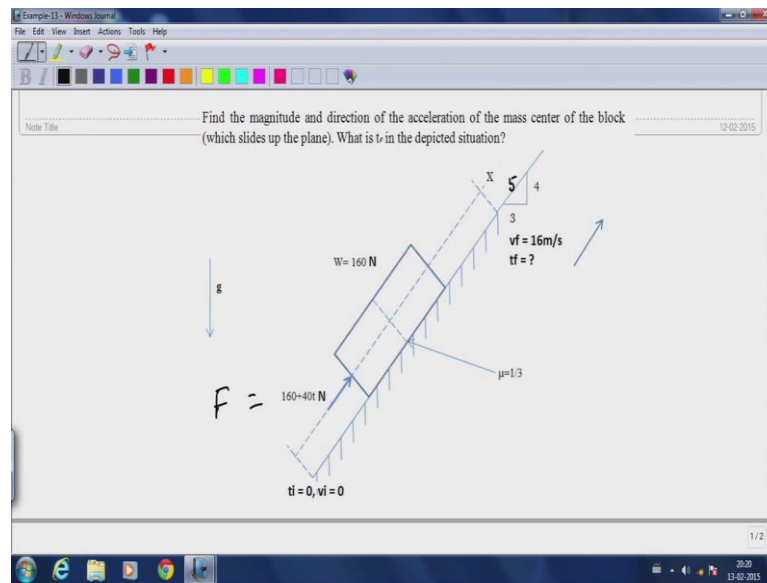 Example-13 - Windows Journal
File Edit View Insert Actions Tools Help
B I
Note Title
12-02-2015
Find the magnitude and direction of the acceleration of the mass center of the block
(which slides up the plane). What is tF in the depicted situation?
X
5
4
3
vf = 16m/s
tf = ?
W= 160 N
g
μ=1/3
F = 160+40t N
ti = 0, vi = 0
1/2
20:20
13-02-2015